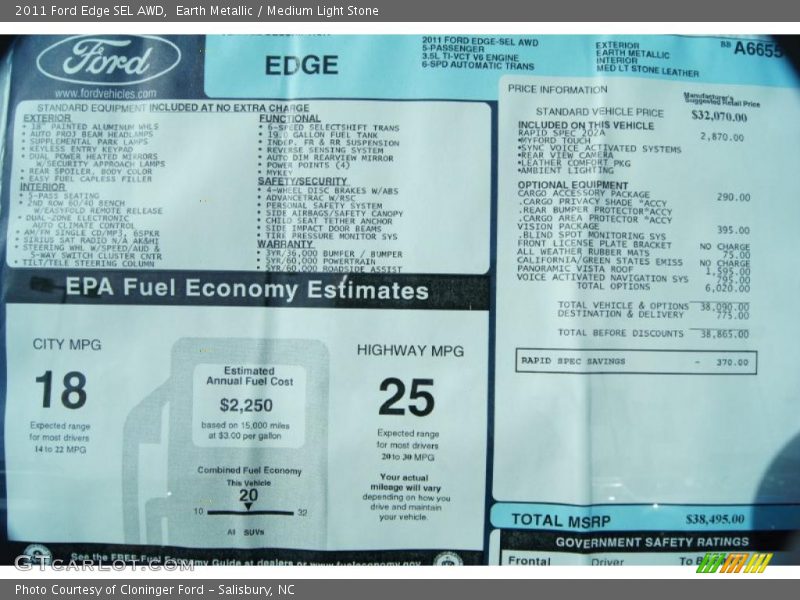 2011 Ford Edge SEL AWD, Earth Metallic / Medium Light Stone
Ford
www.fordvehicles.com
EDGE
2011 FORD EDGE-SEL AWD
5-PASSENGER
3.5L TI-VCT V6 ENGINE
6-SPD AUTOMATIC TRANS
EXTERIOR
EARTH METALLIC
INTERIOR
MED LT STONE LEATHER
BB A6655
STANDARD EQUIPMENT INCLUDED AT NO EXTRA CHARGE
EXTERIOR
• 18" PAINTED ALUMINUM WHLS
• AUTO PROJ BEAM HEADLAMPS
• SUPPLEMENTAL PARK LAMPS
• KEYLESS ENTRY KEYPAD
• DUAL POWER HEATED MIRRORS
W/SECURITY APPROACH LAMPS
• REAR SPOILER, BODY COLOR
• EASY FUEL CAPLESS FILLER
INTERIOR
• 5-PASS SEATING
• 2ND ROW 60/40 BENCH
W/EASYFOLD REMOTE RELEASE
• DUAL-ZONE ELECTRONIC
AUTO CLIMATE CONTROL
• AM/FM SINGLE CD/MP3, 6SPKR
• SIRIUS SAT RADIO N/A AK&HI
• STEERING WHL W/SPEED/AUD &
5-WAY SWITCH CLUSTER CNTR
• TILT/TELE STEERING COLUMN
FUNCTIONAL
• 6-SPEED SELECTSHIFT TRANS
• 19.0 GALLON FUEL TANK
• INDEP. FR & RR SUSPENSION
• REVERSE SENSING SYSTEM
• AUTO DIM REARVIEW MIRROR
• POWER POINTS (4)
• MYKEY
SAFETY/SECURITY
• 4-WHEEL DISC BRAKES W/ABS
• ADVANCETRAC W/RSC
• PERSONAL SAFETY SYSTEM
• SIDE AIRBAGS/SAFETY CANOPY
• CHILD SEAT TETHER ANCHOR
• SIDE IMPACT DOOR BEAMS
• TIRE PRESSURE MONITOR SYS
WARRANTY
• 3YR/36,000 BUMPER / BUMPER
• 5YR/60,000 POWERTRAIN
• 5YR/60,000 ROADSIDE ASSIST
PRICE INFORMATION
Manufacturer's
Suggested Retail Price
STANDARD VEHICLE PRICE $32,070.00
INCLUDED ON THIS VEHICLE
RAPID SPEC 202A 2,870.00
•MYFORD TOUCH
•SYNC VOICE ACTIVATED SYSTEMS
•REAR VIEW CAMERA
•LEATHER COMFORT PKG
•AMBIENT LIGHTING
OPTIONAL EQUIPMENT
CARGO ACCESSORY PACKAGE 290.00
.CARGO PRIVACY SHADE *ACCY
.REAR BUMPER PROTECTOR*ACCY
.CARGO AREA PROTECTOR *ACCY
VISION PACKAGE 395.00
.BLIND SPOT MONITORING SYS
FRONT LICENSE PLATE BRACKET NO CHARGE
ALL WEATHER RUBBER MATS 75.00
CALIFORNIA/GREEN STATES EMISS NO CHARGE
PANORAMIC VISTA ROOF 1,595.00
VOICE ACTIVATED NAVIGATION SYS 795.00
TOTAL OPTIONS 6,020.00
TOTAL VEHICLE & OPTIONS 38,090.00
DESTINATION & DELIVERY 775.00
TOTAL BEFORE DISCOUNTS 38,865.00
RAPID SPEC SAVINGS - 370.00
EPA Fuel Economy Estimates
CITY MPG
18
Expected range
for most drivers
14 to 22 MPG
Estimated
Annual Fuel Cost
$2,250
based on 15,000 miles
at $3.00 per gallon
Combined Fuel Economy
This Vehicle
20
10 32
All SUVs
HIGHWAY MPG
25
Expected range
for most drivers
20 to 30 MPG
Your actual
mileage will vary
depending on how you
drive and maintain
your vehicle.
TOTAL MSRP $38,495.00
GOVERNMENT SAFETY RATINGS
See the FREE Fuel Economy Guide at dealers or www.fueleconomy.gov
Frontal Driver
GTcarlot.com
Photo Courtesy of Cloninger Ford - Salisbury, NC